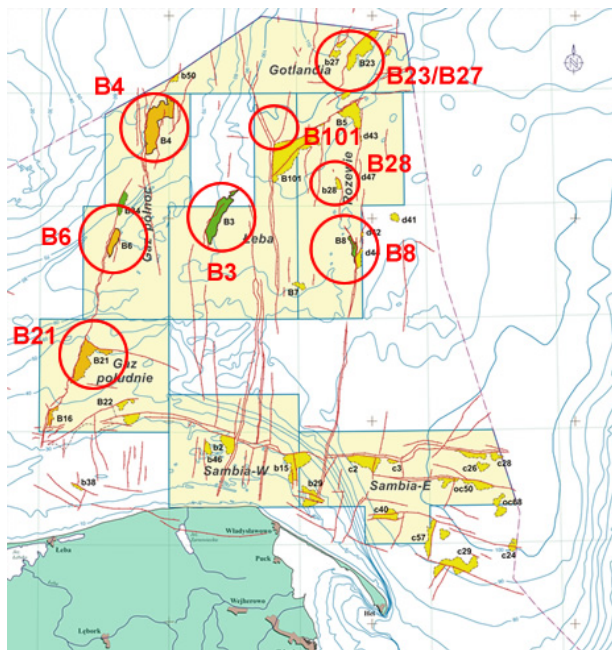 b27
B23
Gotlandia
B23/B27
b50
B4
B4
B5
B101
d43
B28
B101
Rozewie
b28
d47
B24
Gaz północ
B3
d41
B6
B6
Łeba
B8
B8
B3
B7
B21
B21
Gaz
południe
B22
B16
b2
b46
Sambia-W
b15
b29
c2
c3
c26
c28
Sambia-E
oc50
b38
c40
c57
c29
c24
Łeba
Władysławowo
Puck
Hel
Wejherowo
Lębork